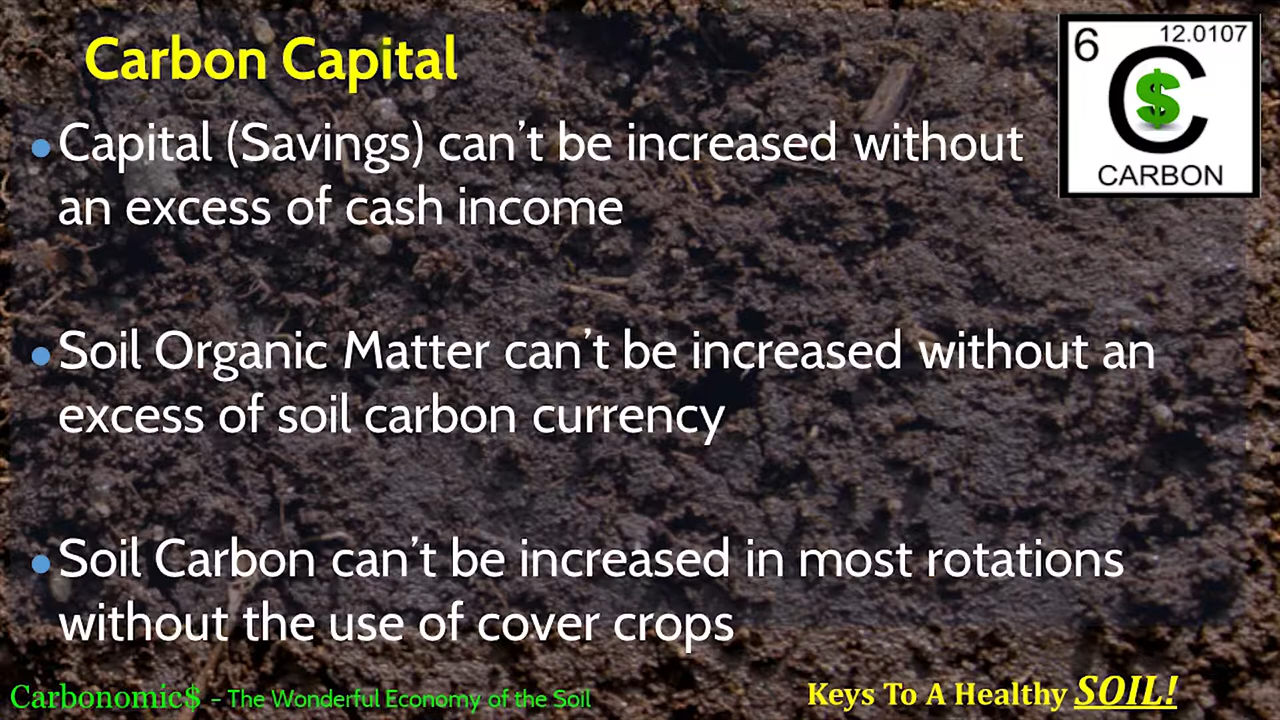 Carbon Capital
6 12.0107
C
$
CARBON
• Capital (Savings) can’t be increased without
an excess of cash income
• Soil Organic Matter can’t be increased without an
excess of soil carbon currency
• Soil Carbon can’t be increased in most rotations
without the use of cover crops
Carbonomic$ – The Wonderful Economy of the Soil
Keys To A Healthy SOIL!